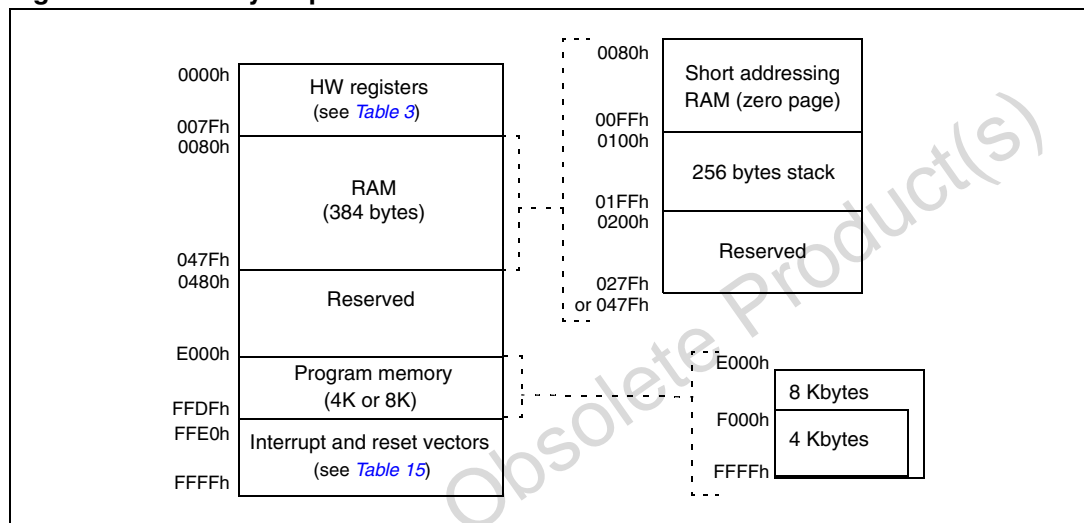 0000h
HW registers
(see Table 3)
007Fh
0080h
RAM
(384 bytes)
047Fh
0480h
Reserved
E000h
Program memory
(4K or 8K)
FFDFh
FFE0h
Interrupt and reset vectors
(see Table 15)
FFFFh
0080h
Short addressing
RAM (zero page)
00FFh
0100h
256 bytes stack
01FFh
0200h
Reserved
027Fh
or 047Fh
E000h
8 Kbytes
F000h
4 Kbytes
FFFFh
Obsolete Product(s)